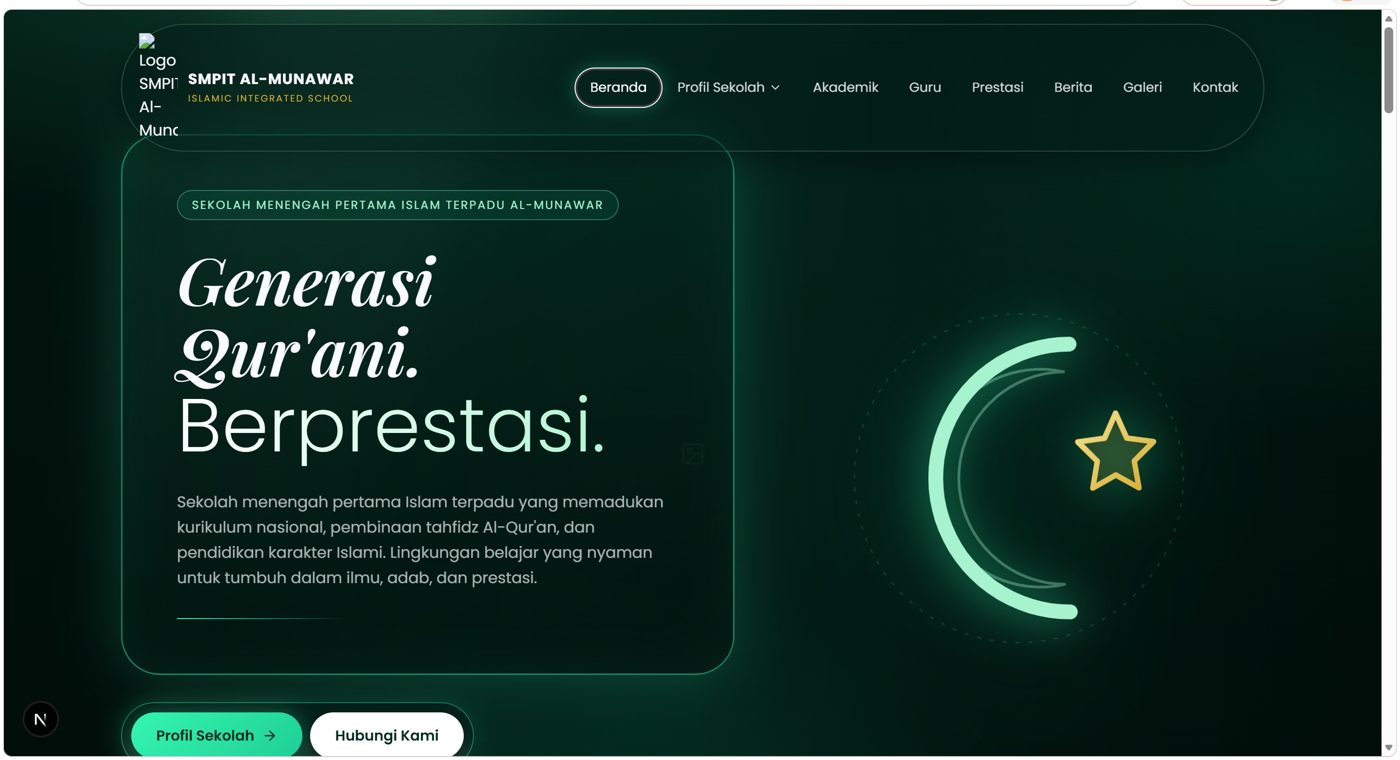 Logo
SMPIT
Al-
SMPIT AL-MUNAWAR
ISLAMIC INTEGRATED SCHOOL
Beranda
Profil Sekolah
Akademik
Guru
Prestasi
Berita
Galeri
Kontak
SEKOLAH MENENGAH PERTAMA ISLAM TERPADU AL-MUNAWAR
Generasi
Qur'ani.
Berprestasi.
Sekolah menengah pertama Islam terpadu yang memadukan
kurikulum nasional, pembinaan tahfidz Al-Qur'an, dan
pendidikan karakter Islami. Lingkungan belajar yang nyaman
untuk tumbuh dalam ilmu, adab, dan prestasi.
N
Profil Sekolah →
Hubungi Kami